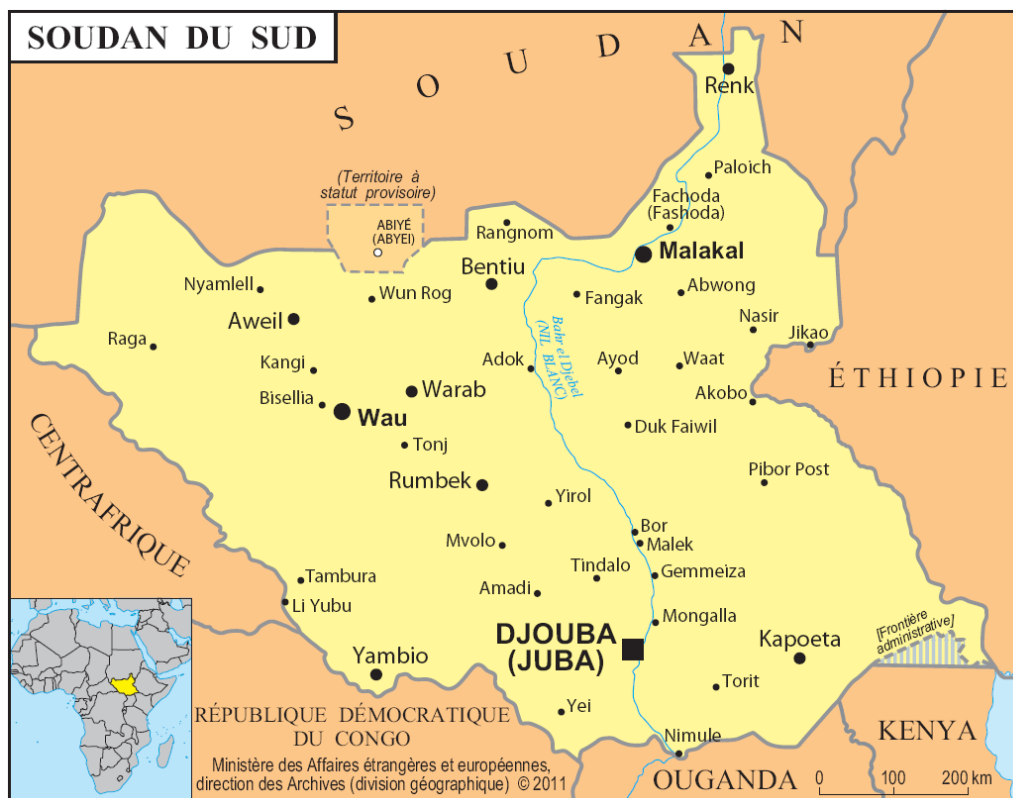 SOUDAN DU SUD
SOUDAN
Renk
Paloich
(Territoire à
statut provisoire)
Fachoda
(Fashoda)
ABIYÉ
(ABYEI)
Rangnom
Malakal
Bentiu
Nyamlell
Wun Rog
Fangak
Abwong
Aweil
Bahr el Djebel
(NIL BLANC)
Nasir
Jikao
Raga
Kangi
Adok
Ayod
Waat
ÉTHIOPIE
Warab
Akobo
Bisellia
Wau
Duk Faiwil
CENTRAFRIQUE
Tonj
Pibor Post
Rumbek
Yirol
Bor
Mvolo
Malek
Tindalo
Gemmeiza
Tambura
Amadi
Li Yubu
Mongalla
[Frontière
administrative]
DJOUBA
(JUBA)
Kapoeta
Yambio
Torit
Yei
RÉPUBLIQUE DÉMOCRATIQUE
DU CONGO
KENYA
Nimule
Ministère des Affaires étrangères et européennes,
direction des Archives (division géographique) © 2011
OUGANDA
0 100 200 km